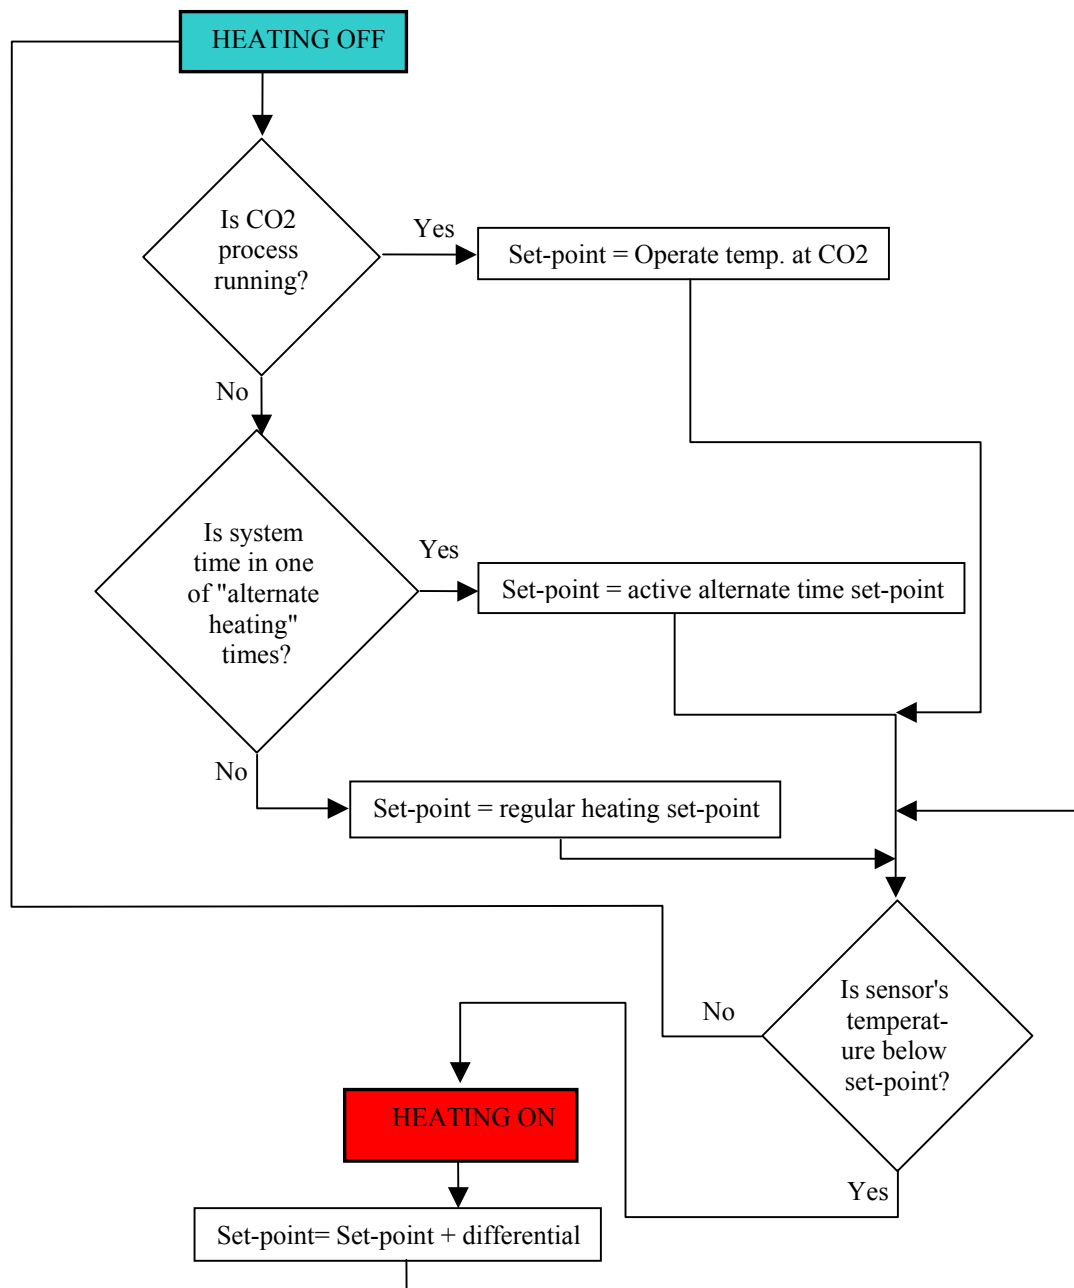 HEATING OFF
Is CO2
process
running?
Yes
Set-point = Operate temp. at CO2
No
Is system
time in one
of "alternate
heating"
times?
Yes
Set-point = active alternate time set-point
No
Set-point = regular heating set-point
Is sensor's
temperat-
ure below
set-point?
No
Yes
HEATING ON
Set-point= Set-point + differential